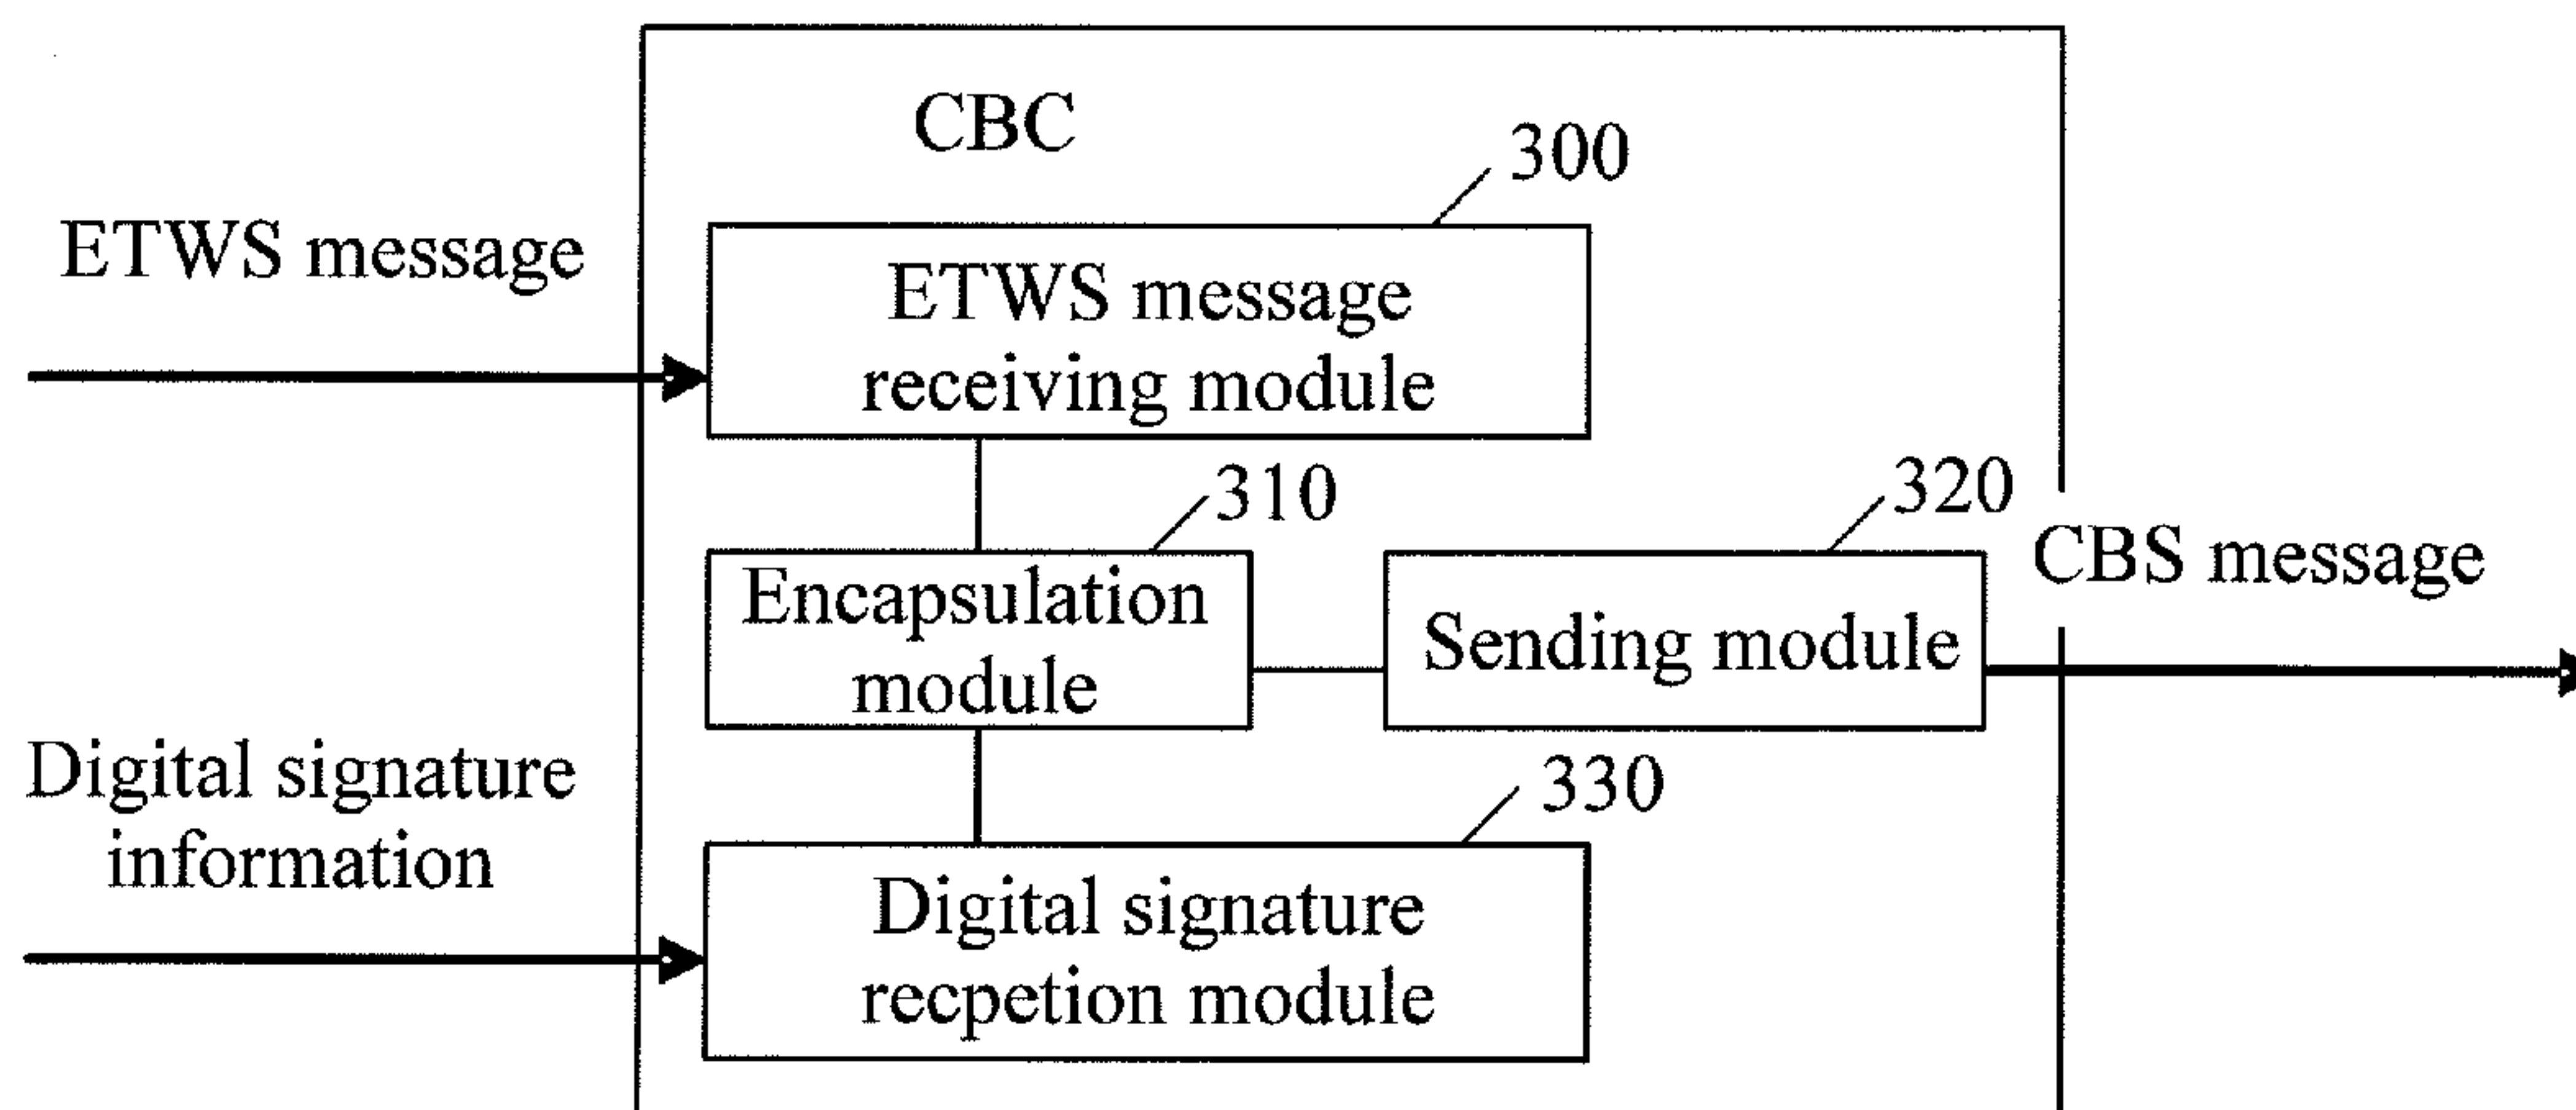 CBC
300
ETWS message
ETWS message
receiving module
310
320
Encapsulation
module
Sending module
CBS message
330
Digital signature
information
Digital signature
recpetion module